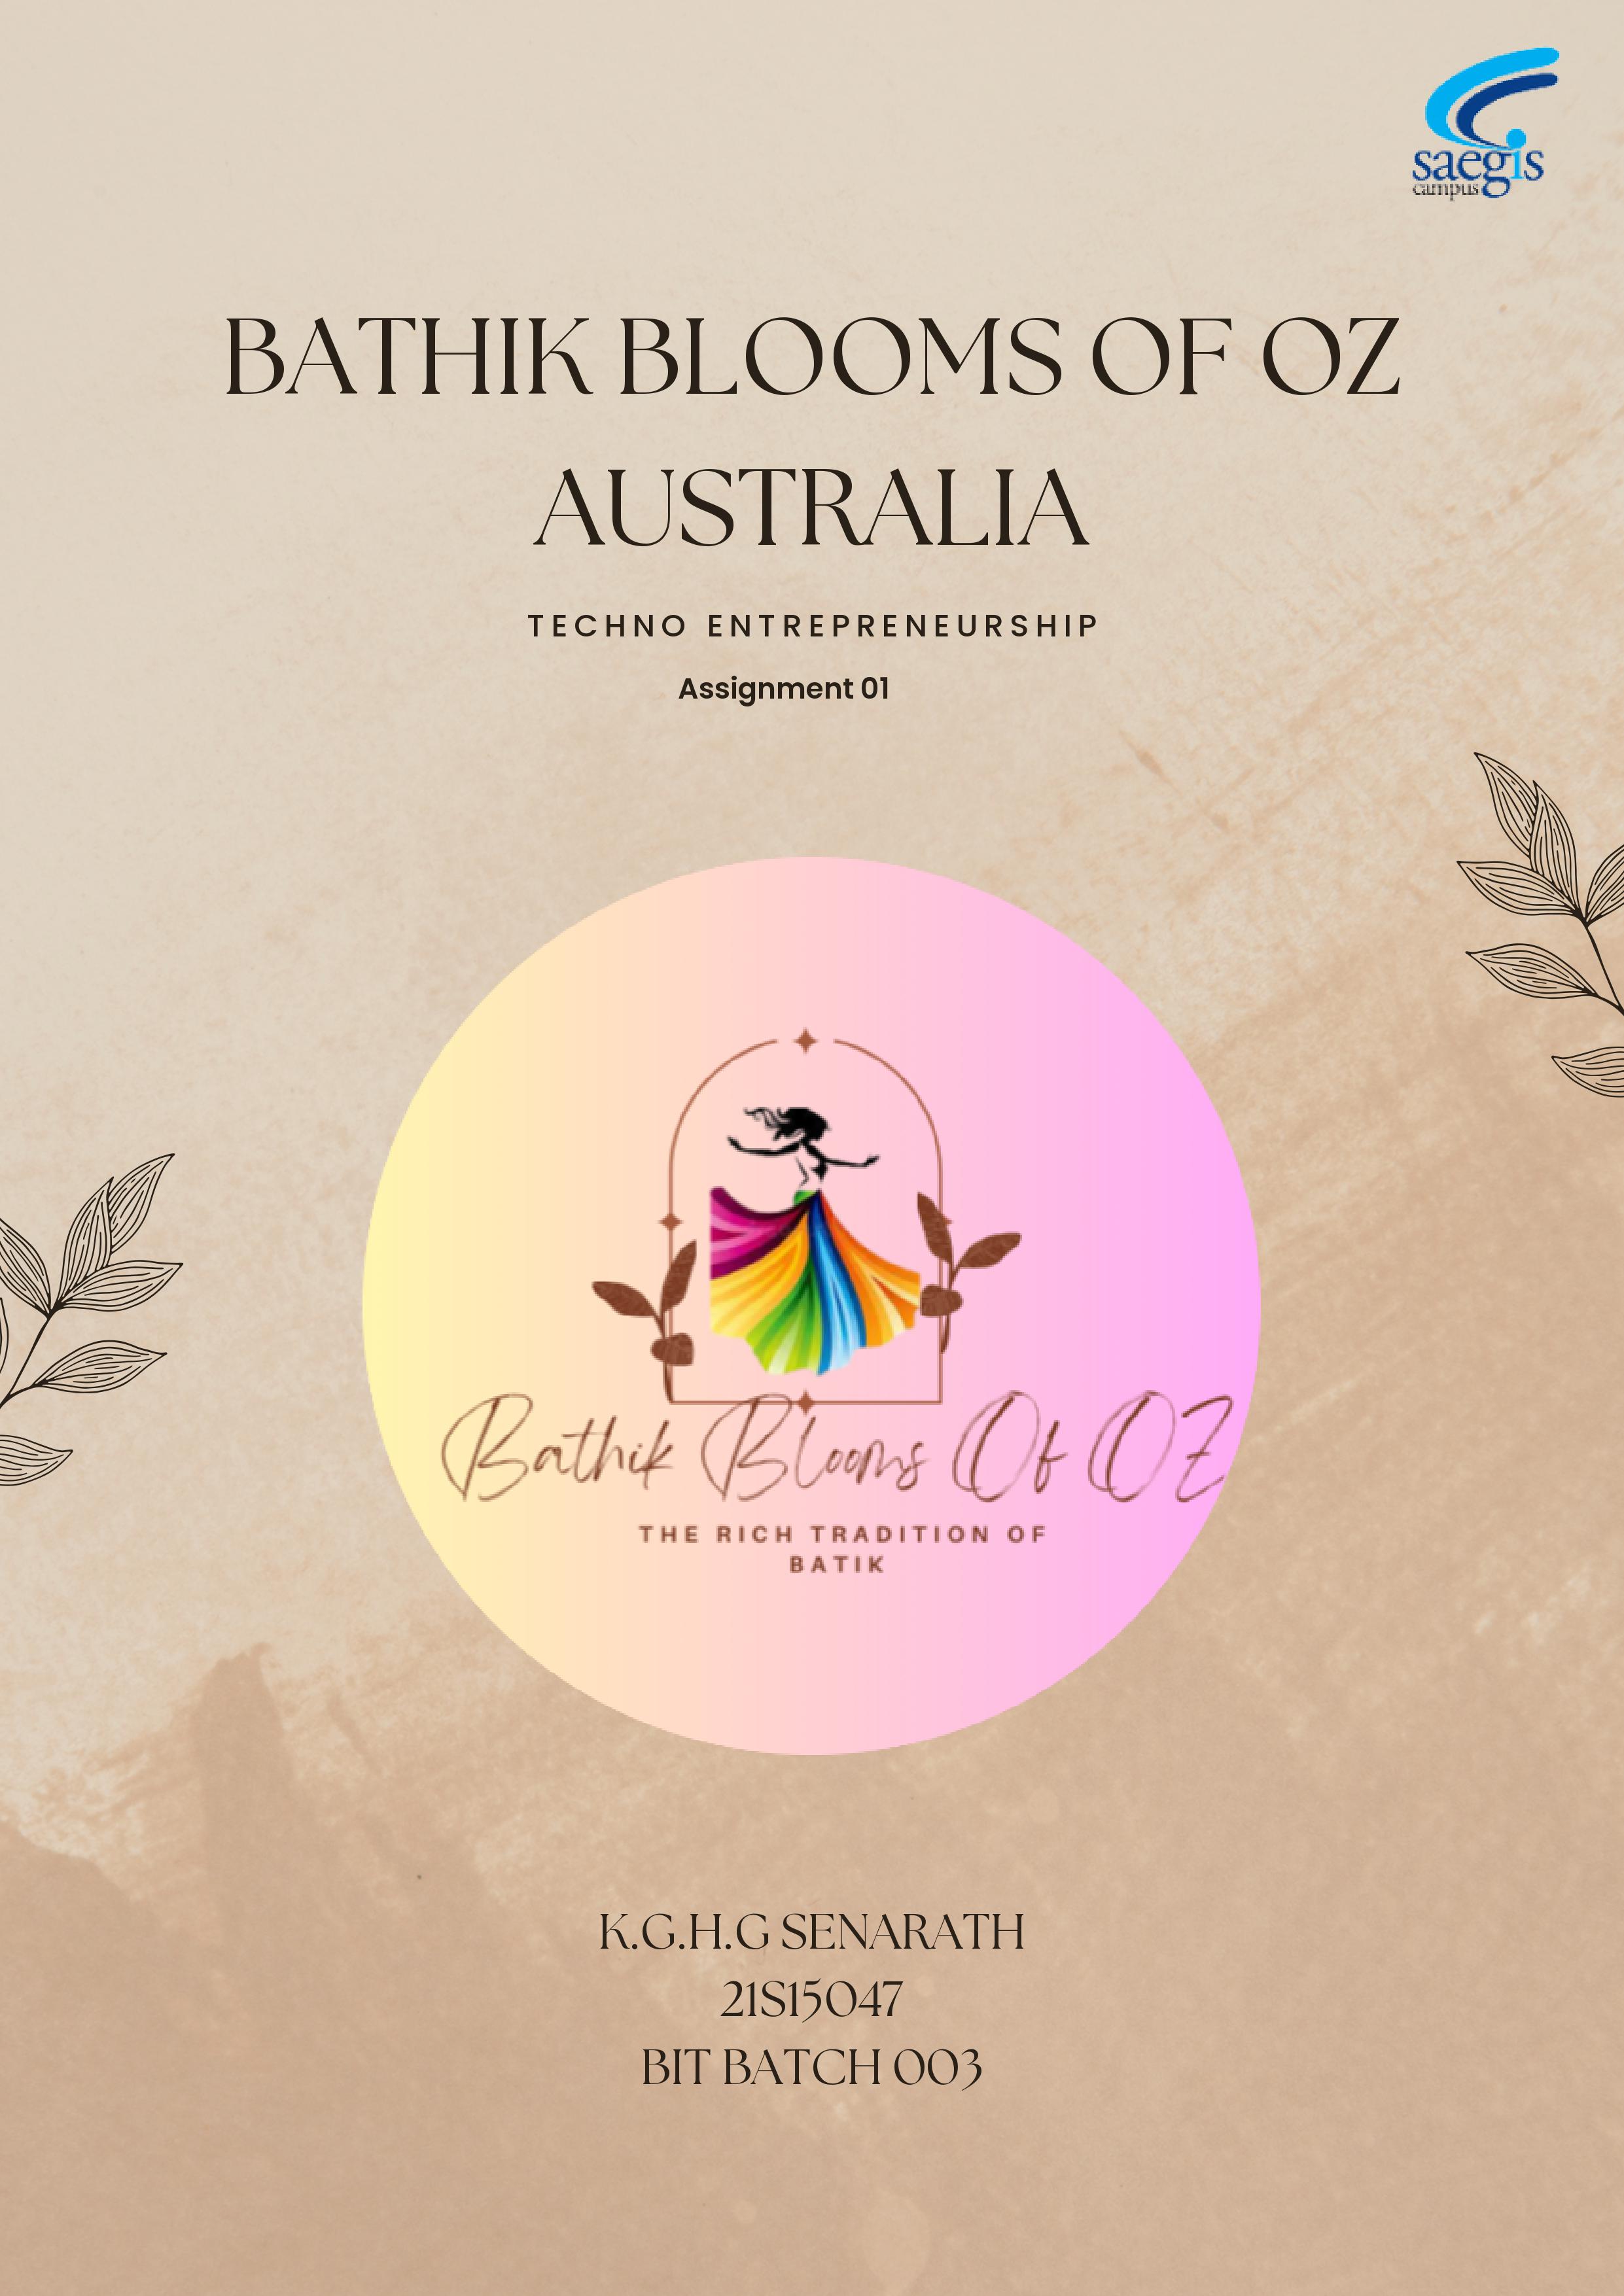 saegis
campus
BATHIK BLOOMS OF OZ
AUSTRALIA
TECHNO ENTREPRENEURSHIP
Assignment 01
Bathik Blooms Of OZ
THE RICH TRADITION OF
BATIK
K.G.H.G SENARATH
21S15047
BIT BATCH 003